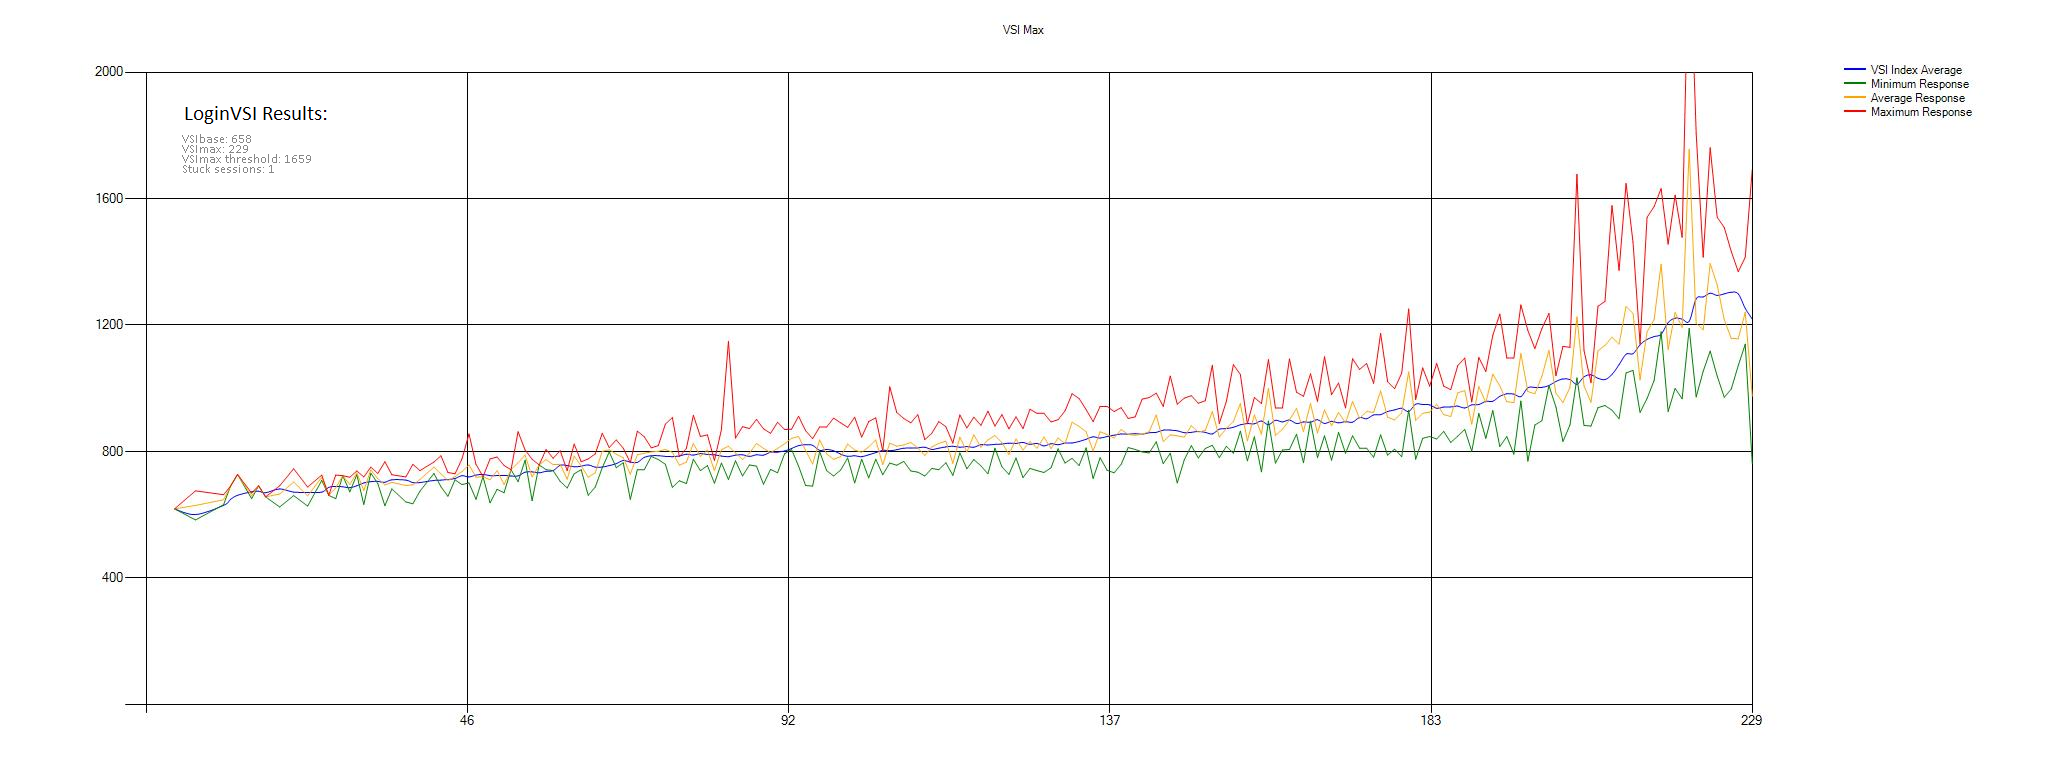 VSI Max
2000
1600
1200
800
400
46
92
137
183
229
LoginVSI Results:
VSIbase: 658
VSImax: 229
VSImax threshold: 1659
Stuck sessions: 1
VSI Index Average
Minimum Response
Average Response
Maximum Response